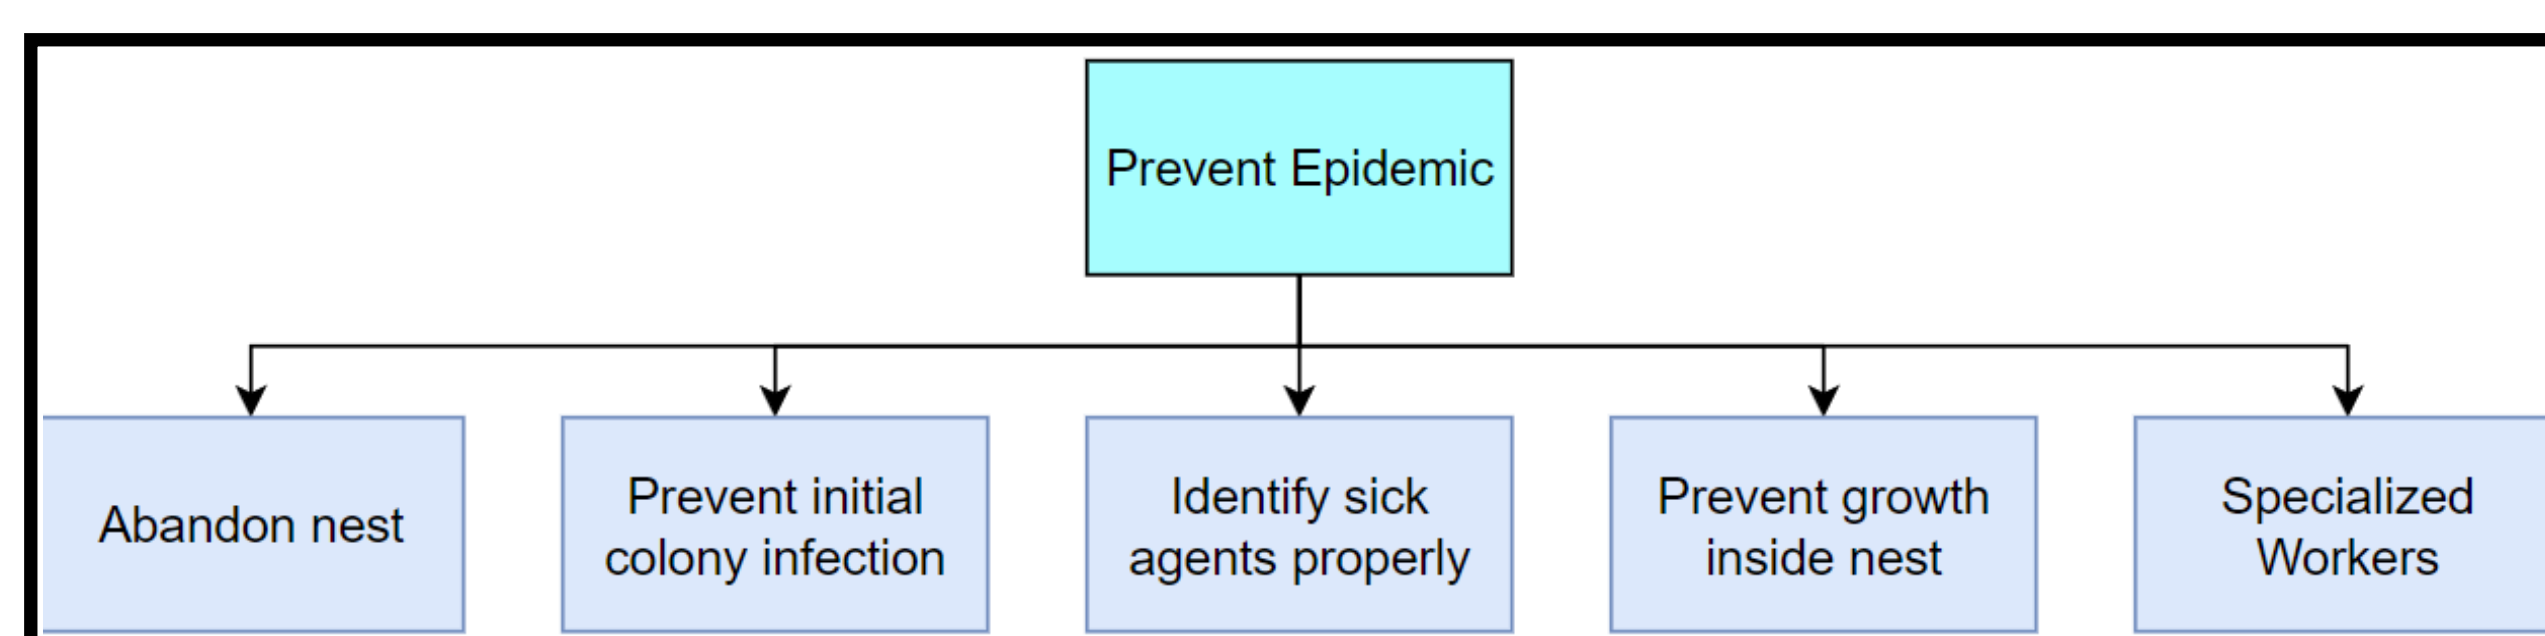 Prevent Epidemic
Abandon nest
Prevent initial
colony infection
Identify sick
agents properly
Prevent growth
inside nest
Specialized
Workers